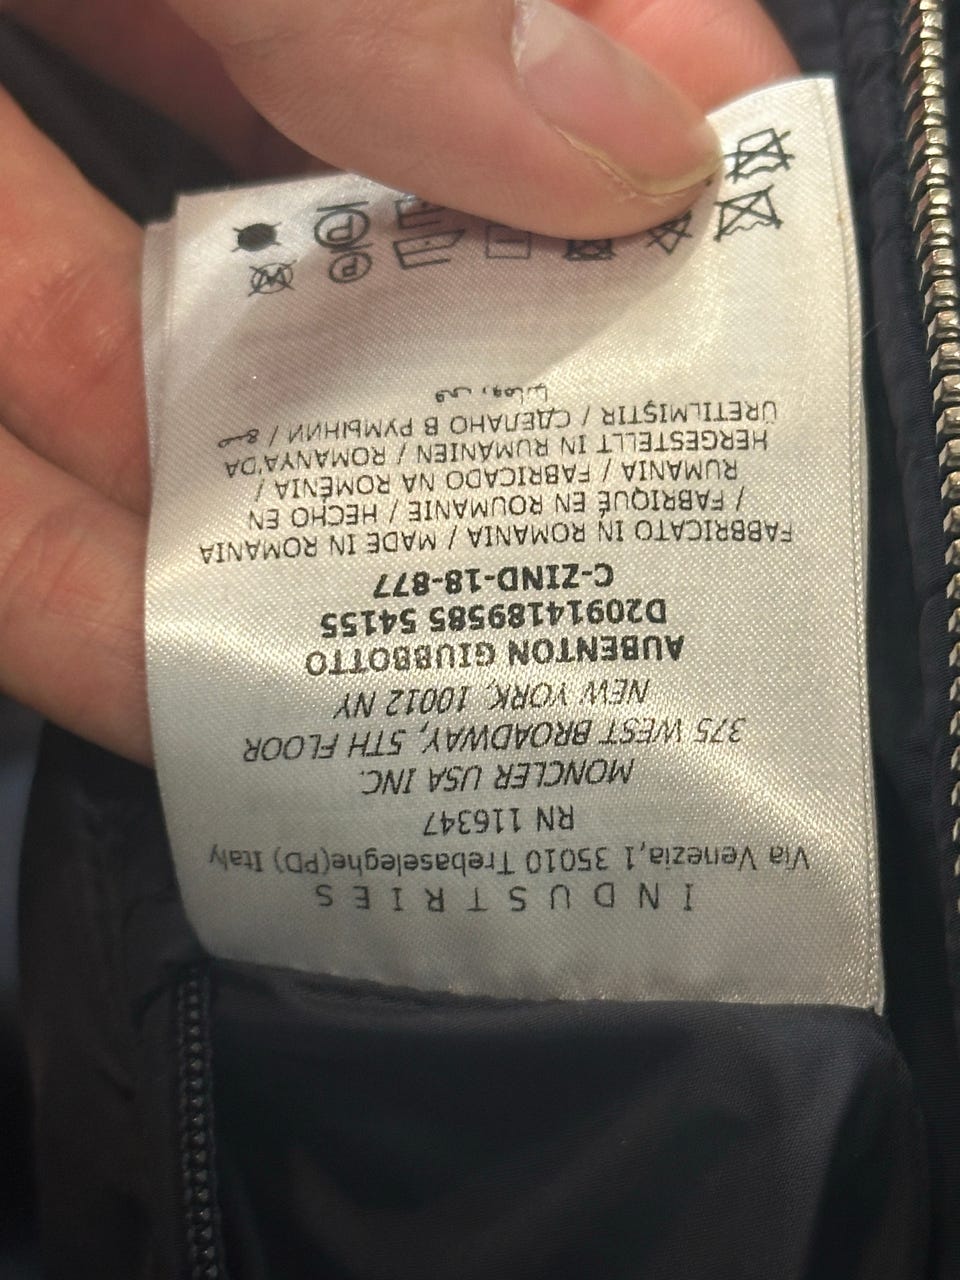 INDUSTRIES
Via Venezia,1 35010 Trebaseleghe(PD) Italy
RN 116347
MONCLER USA INC.
375 WEST BROADWAY, 5TH FLOOR
NEW YORK, 10012 NY
AUBENTON GIUBBOTTO
D20914189585 54155
C-ZIND-18-877
FABBRICATO IN ROMANIA / MADE IN ROMANIA
/ FABRIQUÉ EN ROUMANIE / HECHO EN
RUMANIA / FABRICADO NA ROMÉNIA /
HERGESTELLT IN RUMANIEN / ROMANYA'DA
ÜRETILMIŞTIR / СДЕЛАНО В РУМЫНИИ /
P
W P